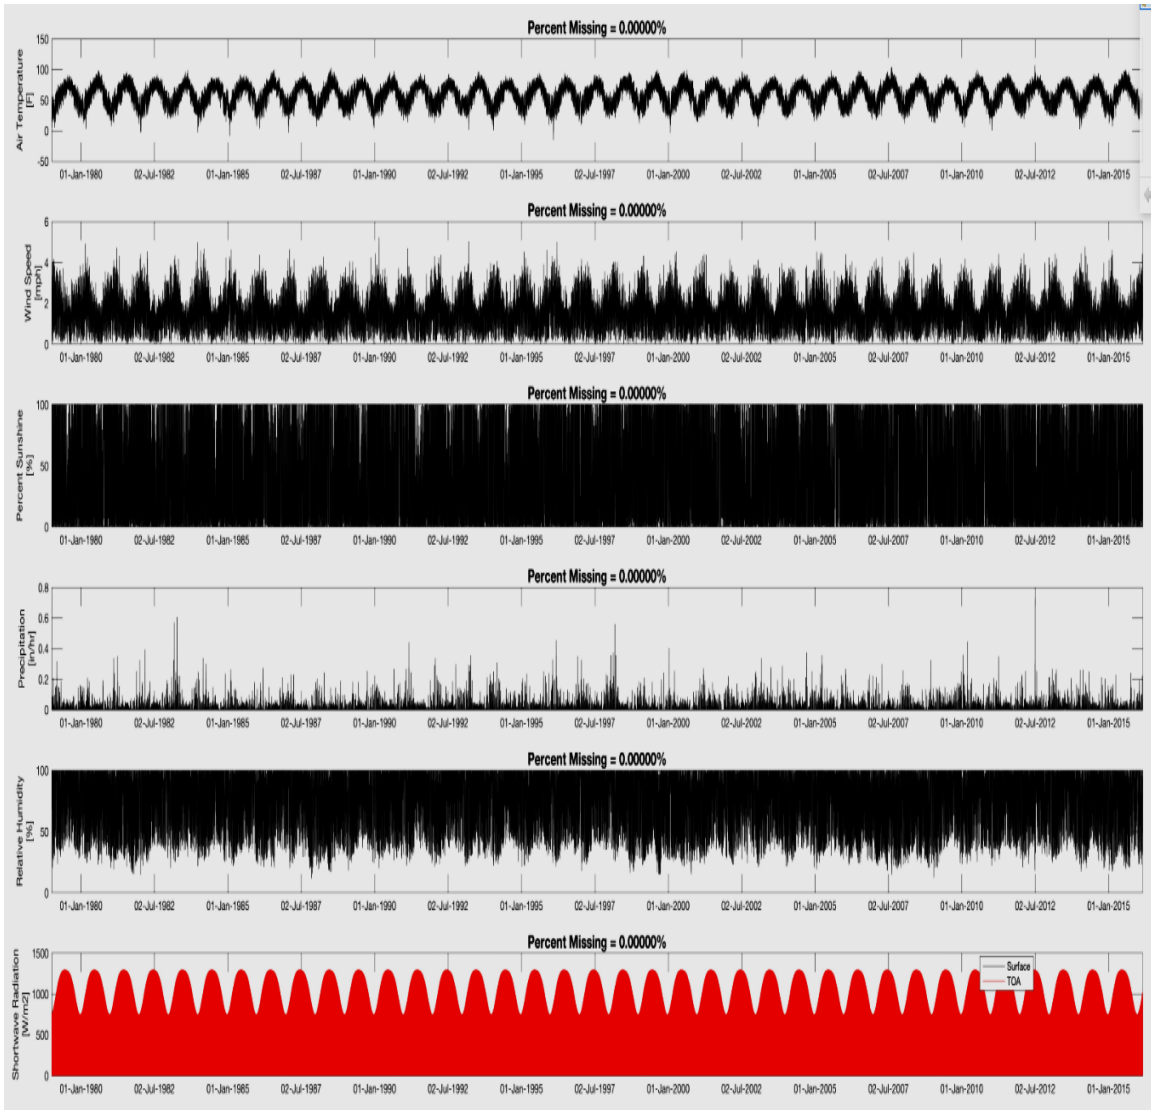 Percent Missing = 0.00000%
Air Temperature
[F]
150
100
50
0
-50
01-Jan-1980 02-Jul-1982 01-Jan-1985 02-Jul-1987 01-Jan-1990 02-Jul-1992 01-Jan-1995 02-Jul-1997 01-Jan-2000 02-Jul-2002 01-Jan-2005 02-Jul-2007 01-Jan-2010 02-Jul-2012 01-Jan-2015
Percent Missing = 0.00000%
Wind Speed
[mph]
6
4
2
0
01-Jan-1980 02-Jul-1982 01-Jan-1985 02-Jul-1987 01-Jan-1990 02-Jul-1992 01-Jan-1995 02-Jul-1997 01-Jan-2000 02-Jul-2002 01-Jan-2005 02-Jul-2007 01-Jan-2010 02-Jul-2012 01-Jan-2015
Percent Missing = 0.00000%
Percent Sunshine
[%]
100
50
0
01-Jan-1980 02-Jul-1982 01-Jan-1985 02-Jul-1987 01-Jan-1990 02-Jul-1992 01-Jan-1995 02-Jul-1997 01-Jan-2000 02-Jul-2002 01-Jan-2005 02-Jul-2007 01-Jan-2010 02-Jul-2012 01-Jan-2015
Percent Missing = 0.00000%
Precipitation
[in/hr]
0.8
0.6
0.4
0.2
0
01-Jan-1980 02-Jul-1982 01-Jan-1985 02-Jul-1987 01-Jan-1990 02-Jul-1992 01-Jan-1995 02-Jul-1997 01-Jan-2000 02-Jul-2002 01-Jan-2005 02-Jul-2007 01-Jan-2010 02-Jul-2012 01-Jan-2015
Percent Missing = 0.00000%
Relative Humidity
[%]
100
50
0
01-Jan-1980 02-Jul-1982 01-Jan-1985 02-Jul-1987 01-Jan-1990 02-Jul-1992 01-Jan-1995 02-Jul-1997 01-Jan-2000 02-Jul-2002 01-Jan-2005 02-Jul-2007 01-Jan-2010 02-Jul-2012 01-Jan-2015
Percent Missing = 0.00000%
Shortwave Radiation
[W/m2]
1500
1000
500
0
Surface
TOA
01-Jan-1980 02-Jul-1982 01-Jan-1985 02-Jul-1987 01-Jan-1990 02-Jul-1992 01-Jan-1995 02-Jul-1997 01-Jan-2000 02-Jul-2002 01-Jan-2005 02-Jul-2007 01-Jan-2010 02-Jul-2012 01-Jan-2015